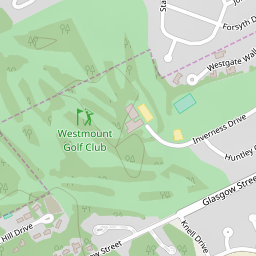 Forsyth D
Westgate Wal
Westmount
Golf Club
Inverness Drive
Huntley
Glasgow Street
Hill Drive
Street
Knell Drive